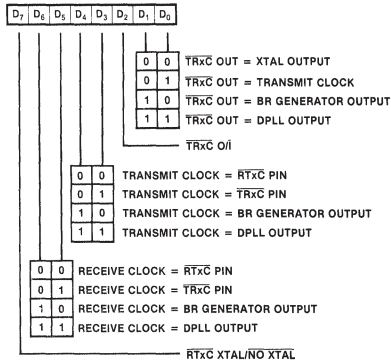 D7 D6 D5 D4 D3 D2 D1 D0
0 0 TRxC OUT = XTAL OUTPUT
0 1 TRxC OUT = TRANSMIT CLOCK
1 0 TRxC OUT = BR GENERATOR OUTPUT
1 1 TRxC OUT = DPLL OUTPUT
TRxC O/I
0 0 TRANSMIT CLOCK = RTxC PIN
0 1 TRANSMIT CLOCK = TRxC PIN
1 0 TRANSMIT CLOCK = BR GENERATOR OUTPUT
1 1 TRANSMIT CLOCK = DPLL OUTPUT
0 0 RECEIVE CLOCK = RTxC PIN
0 1 RECEIVE CLOCK = TRxC PIN
1 0 RECEIVE CLOCK = BR GENERATOR OUTPUT
1 1 RECEIVE CLOCK = DPLL OUTPUT
RTxC XTAL/NO XTAL